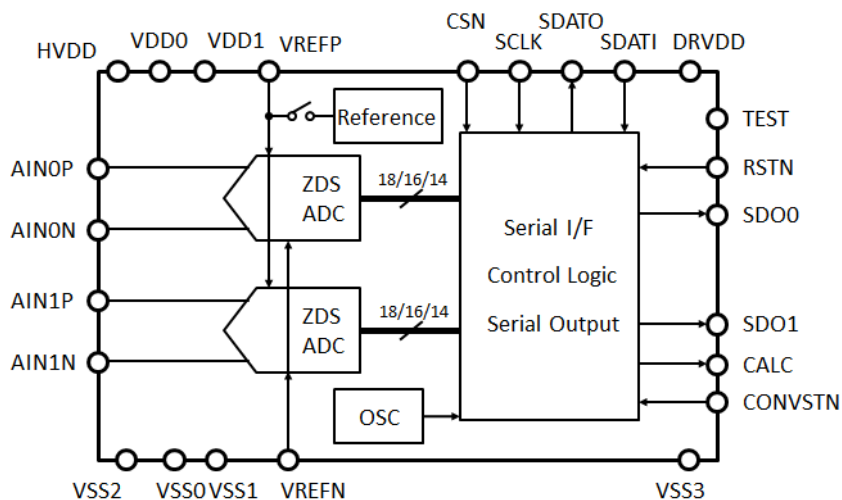 HVDD VDD0 VDD1 VREFP CSN SCLK SDATO SDATI DRVDD
TEST
Reference
AIN0P
ZDS
ADC
18/16/14
RSTN
AIN0N
SDO0
Serial I/F
Control Logic
Serial Output
AIN1P
ZDS
ADC
18/16/14
SDO1
AIN1N
CALC
OSC
CONVSTN
VSS2 VSS0 VSS1 VREFN VSS3